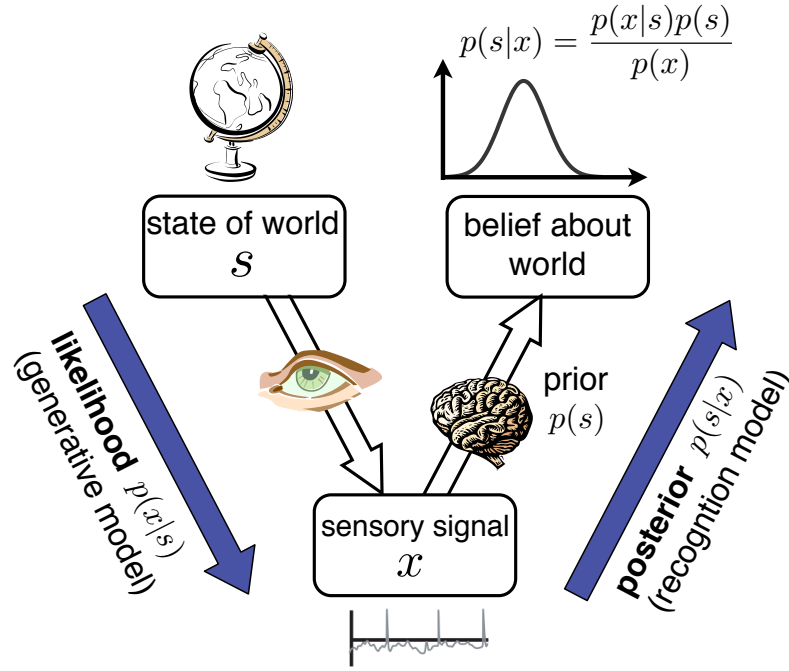 p(s|x) = p(x|s)p(s) / p(x)
state of world
s
belief about
world
likelihood p(x|s)
(generative model)
prior
p(s)
posterior p(s|x)
(recogntion model)
sensory signal
x